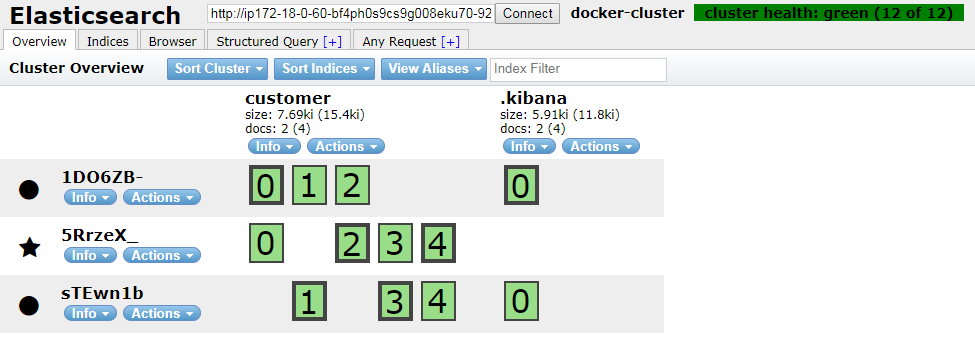 Elasticsearch http://ip172-18-0-60-bf4ph0s9cs9g008eku70-92 Connect docker-cluster cluster health: green (12 of 12)
Overview Indices Browser Structured Query [+] Any Request [+]
Cluster Overview Sort Cluster Sort Indices View Aliases Index Filter
customer .kibana
size: 7.69ki (15.4ki) size: 5.91ki (11.8ki)
docs: 2 (4) docs: 2 (4)
Info Actions Info Actions
1DO6ZB- 0 1 2 0
Info Actions
5RrzeX_ 0 2 3 4
Info Actions
sTEwn1b 1 3 4 0
Info Actions